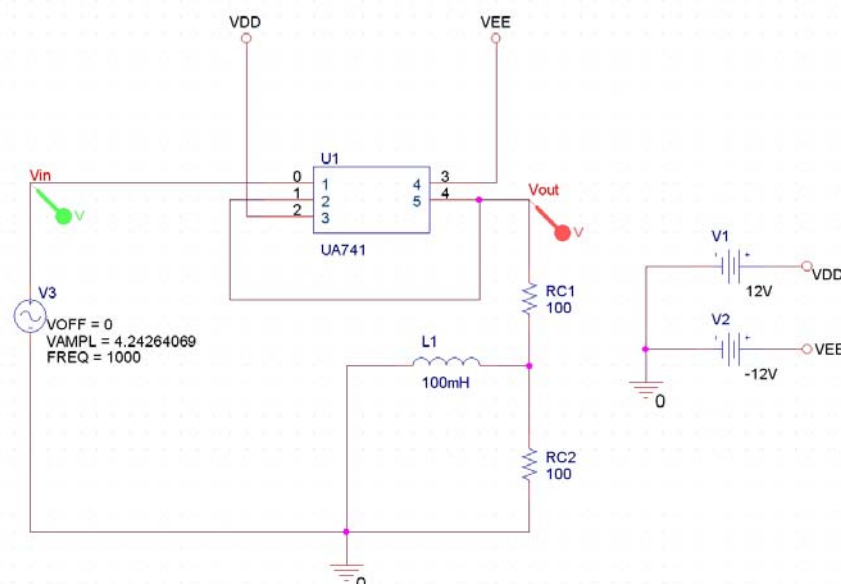 VDD
VEE
U1
0
1
2
1
2
3
4
5
3
4
UA741
Vin
V
Vout
V
V3
VOFF = 0
VAMPL = 4.24264069
FREQ = 1000
RC1
100
L1
100mH
RC2
100
0
V1
12V
VDD
V2
-12V
VEE
0